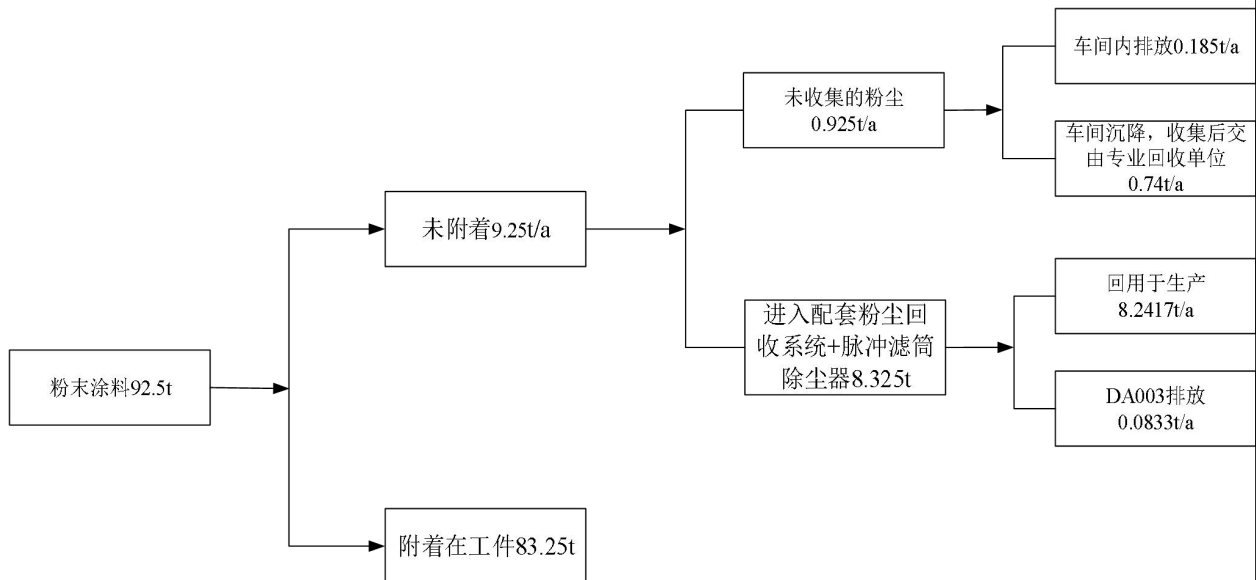 车间内排放0.185t/a
未收集的粉尘
0.925t/a
车间沉降，收集后交
由专业回收单位
0.74t/a
未附着9.25t/a
进入配套粉尘回
收系统+脉冲滤筒
除尘器8.325t
回用于生产
8.2417t/a
粉末涂料92.5t
DA003排放
0.0833t/a
附着在工件83.25t